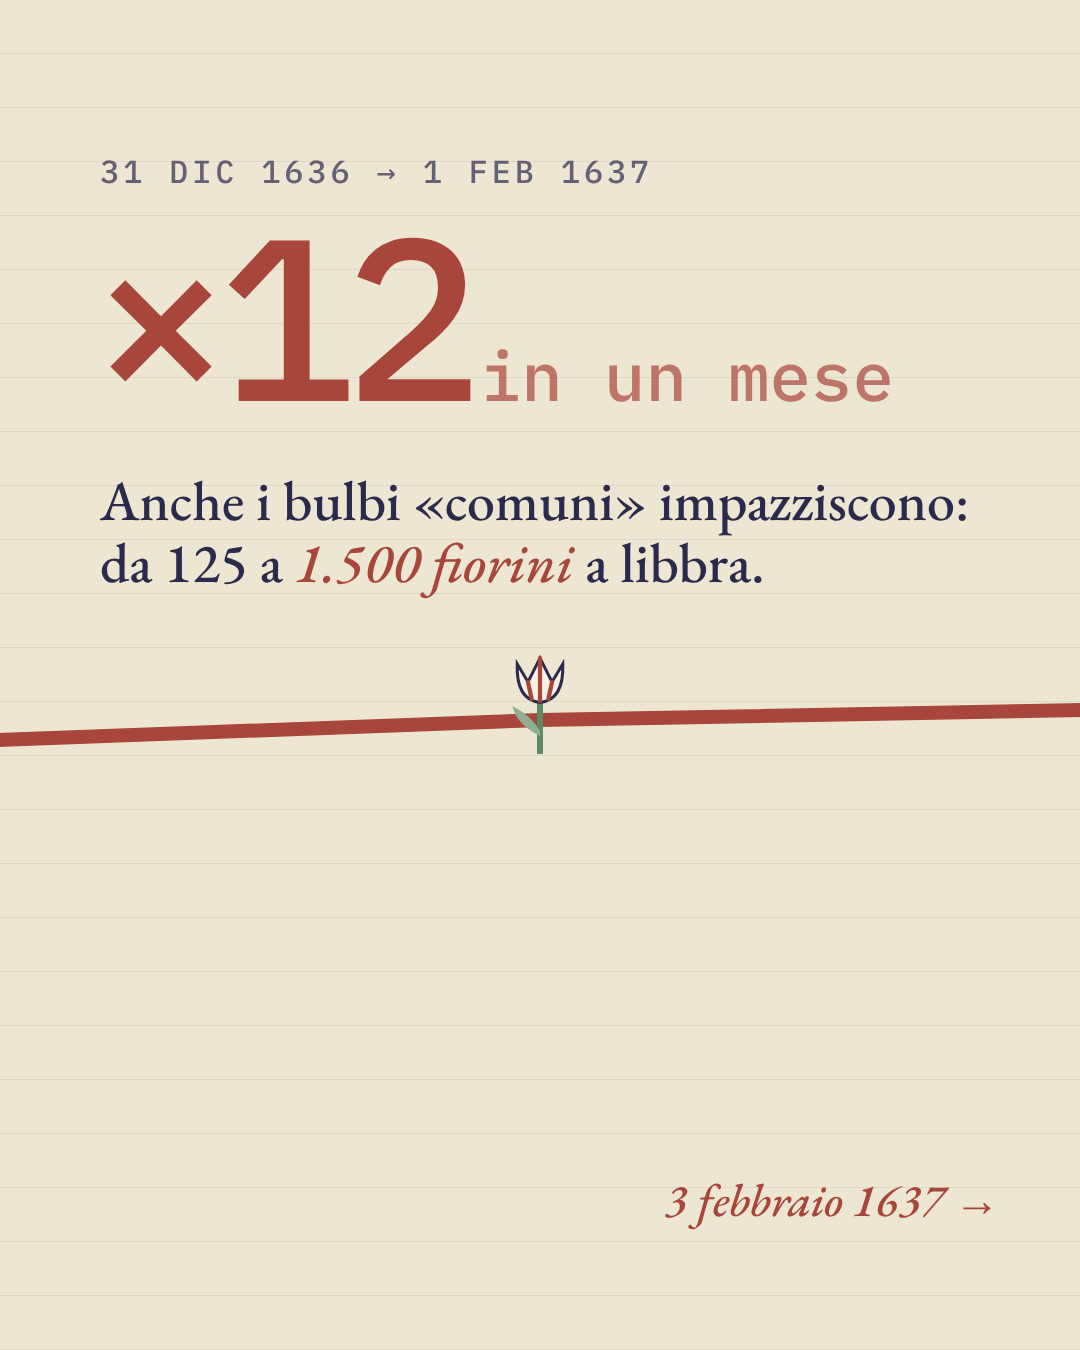 31 DIC 1636 → 1 FEB 1637
×12 in un mese
Anche i bulbi «comuni» impazziscono:
da 125 a 1.500 fiorini a libbra.
3 febbraio 1637 →